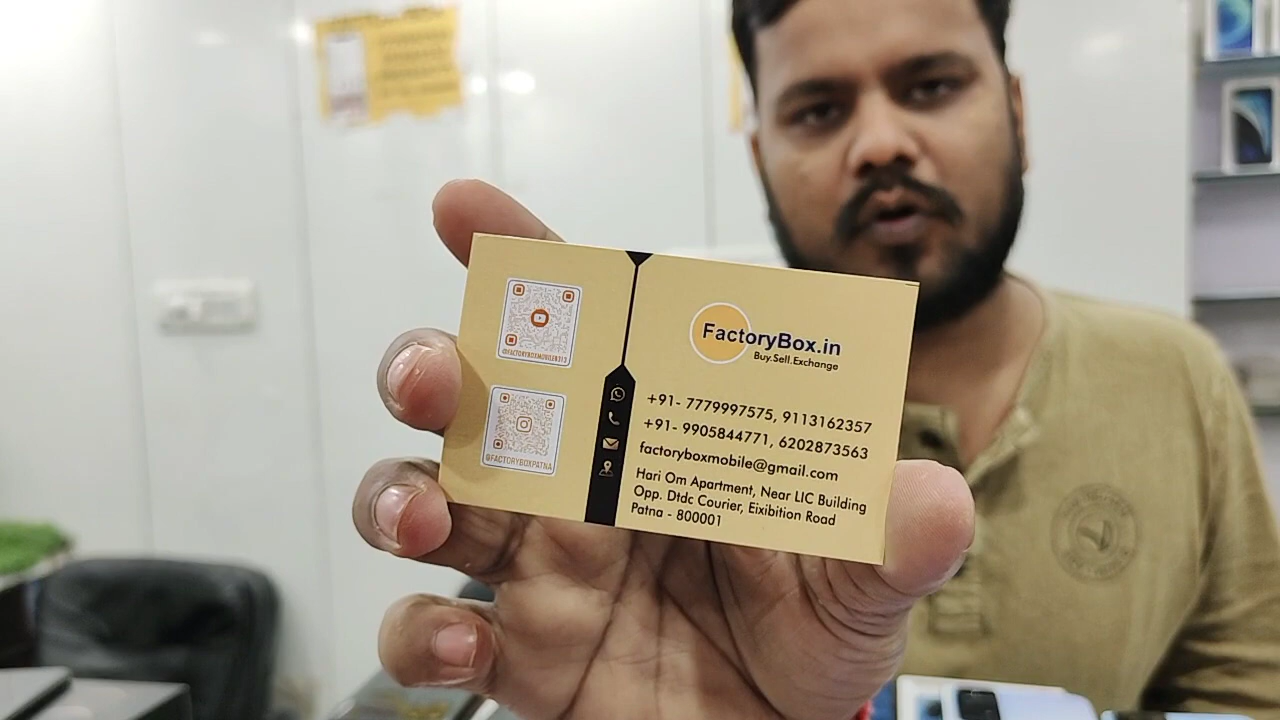 @FACTORYBOXMOBILE8313
@FACTORYBOXPATNA
FactoryBox.in
Buy.Sell.Exchange
+91- 7779997575, 9113162357
+91- 9905844771, 6202873563
factoryboxmobile@gmail.com
Hari Om Apartment, Near LIC Building
Opp. Dtdc Courier, Eixibition Road
Patna - 800001